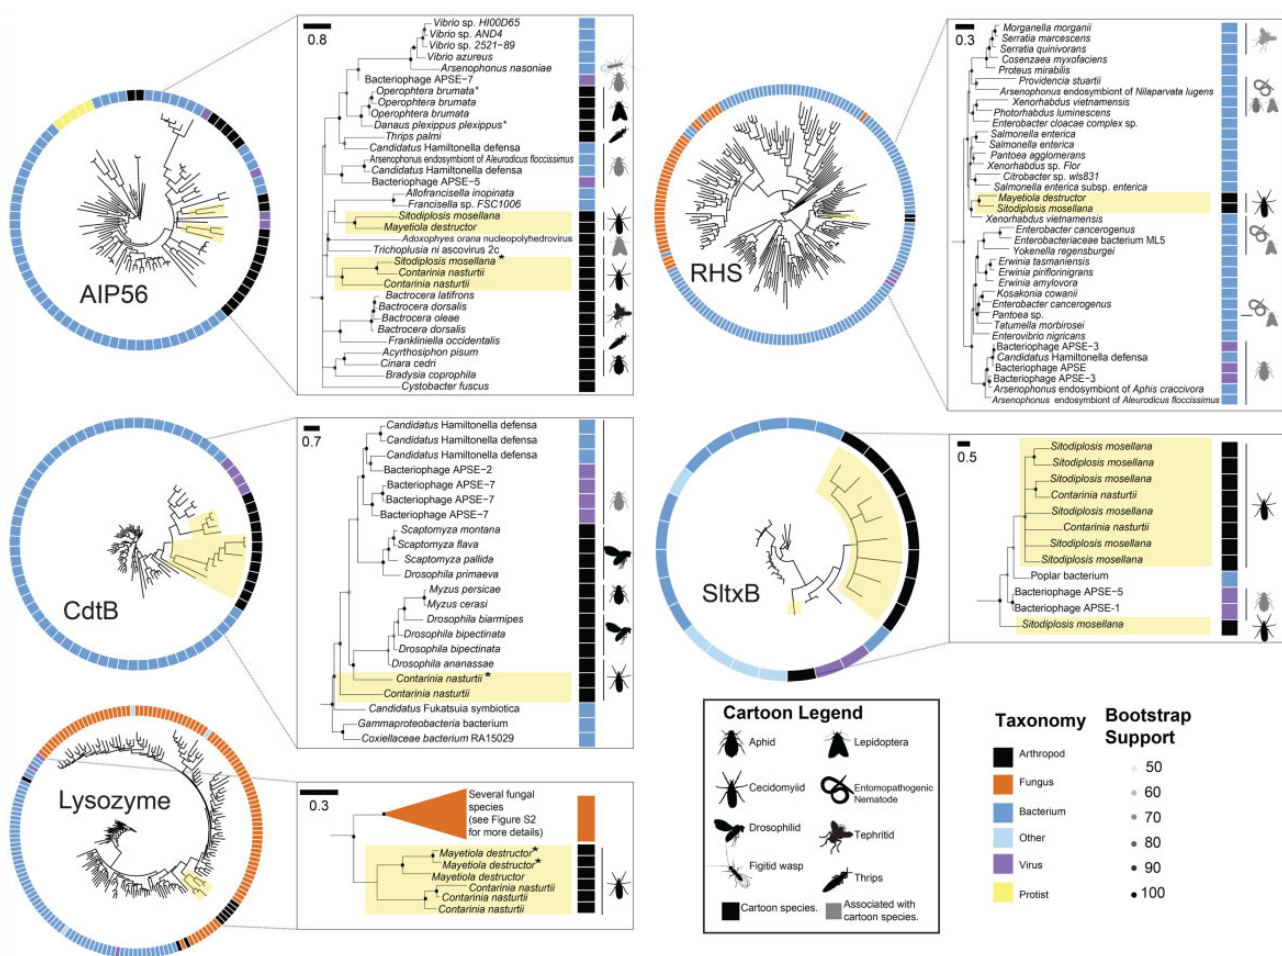 0.8
Vibrio sp. HI00D65
Vibrio sp. AND4
Vibrio sp. 2521-89
Vibrio azureus
Arsenophonus nasoniae
Bacteriophage APSE-7
Operophtera brumata*
Operophtera brumata
Operophtera brumata
Danaus plexippus plexippus*
Thrips palmi
Candidatus Hamiltonella defensa
Arsenophonus endosymbiont of Aleurodicus floccissimus
Candidatus Hamiltonella defensa
Bacteriophage APSE-5
Allofrancisella inopinata
Francisella sp. FSC1006
Sitodiplosis mosellana
Mayetiola destructor
Adoxophyes orana nucleopolyhedrovirus
Trichoplusia ni ascovirus 2c
Sitodiplosis mosellana*
Contarinia nasturtii
Contarinia nasturtii
Bactrocera latifrons
Bactrocera dorsalis
Bactrocera oleae
Bactrocera dorsalis
Frankliniella occidentalis
Acyrthosiphon pisum
Cinara cedri
Bradysia coprophila
Cystobacter fuscus
AIP56
0.3
Morganella morganii
Serratia marcescens
Serratia quinivorans
Cosenzaea myxofaciens
Proteus mirabilis
Providencia stuartii
Arsenophonus endosymbiont of Nilaparvata lugens
Xenorhabdus vietnamensis
Photorhabdus luminescens
Enterobacter cloacae complex sp.
Salmonella enterica
Salmonella enterica
Pantoea agglomerans
Xenorhabdus sp. Flor
Citrobacter sp. wls831
Salmonella enterica subsp. enterica
Mayetiola destructor
Sitodiplosis mosellana
Xenorhabdus vietnamensis
Enterobacter cancerogenus
Enterobacteriaceae bacterium ML5
Yokenella regensburgei
Erwinia tasmaniensis
Erwinia piriflorinigrans
Erwinia amylovora
Kosakonia cowanii
Enterobacter cancerogenus
Pantoea sp.
Tatumella morbirosei
Enterovibrio nigricans
Bacteriophage APSE-3
Candidatus Hamiltonella defensa
Bacteriophage APSE
Bacteriophage APSE-3
Arsenophonus endosymbiont of Aphis craccivora
Arsenophonus endosymbiont of Aleurodicus floccissimus
RHS
0.7
Candidatus Hamiltonella defensa
Candidatus Hamiltonella defensa
Candidatus Hamiltonella defensa
Bacteriophage APSE-2
Bacteriophage APSE-7
Bacteriophage APSE-7
Bacteriophage APSE-7
Scaptomyza montana
Scaptomyza flava
Scaptomyza pallida
Drosophila primaeva
Myzus persicae
Myzus cerasi
Drosophila biarmipes
Drosophila bipectinata
Drosophila bipectinata
Drosophila ananassae
Contarinia nasturtii*
Contarinia nasturtii
Candidatus Fukatsuia symbiotica
Gammaproteobacteria bacterium
Coxiellaceae bacterium RA15029
CdtB
0.5
Sitodiplosis mosellana
Sitodiplosis mosellana
Sitodiplosis mosellana
Contarinia nasturtii
Sitodiplosis mosellana
Contarinia nasturtii
Sitodiplosis mosellana
Sitodiplosis mosellana
Poplar bacterium
Bacteriophage APSE-5
Bacteriophage APSE-1
Sitodiplosis mosellana
SltxB
0.3
Several fungal
species
(see Figure S2
for more details)
Mayetiola destructor*
Mayetiola destructor*
Mayetiola destructor
Contarinia nasturtii
Contarinia nasturtii
Contarinia nasturtii
Lysozyme
Cartoon Legend
Aphid
Lepidoptera
Cecidomyiid
Entomopathogenic
Nematode
Drosophilid
Tephritid
Figitid wasp
Thrips
Cartoon species.
Associated with
cartoon species.
Taxonomy
Arthropod
Fungus
Bacterium
Other
Virus
Protist
Bootstrap
Support
50
60
70
80
90
100